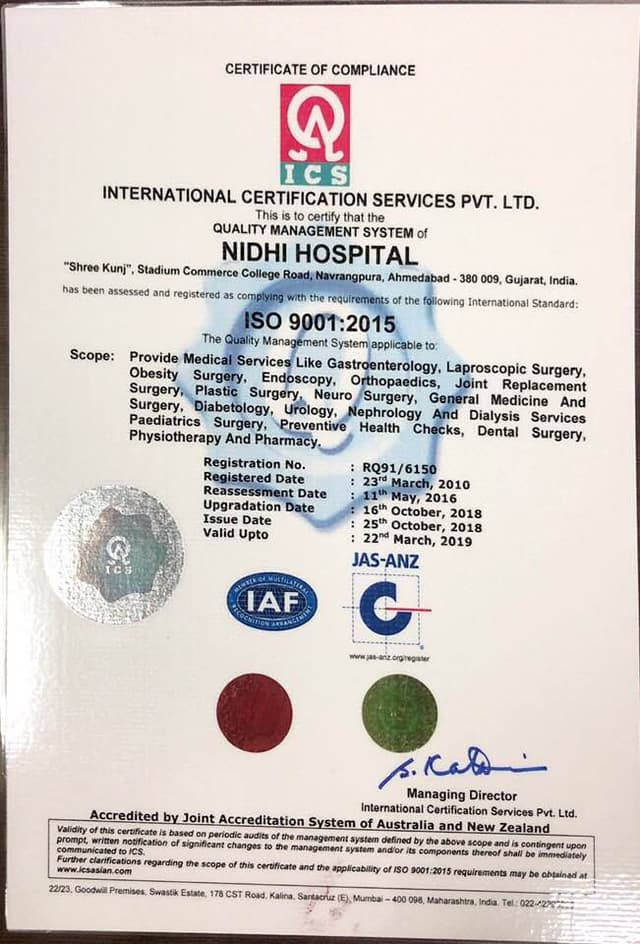 CERTIFICATE OF COMPLIANCE
ICS
INTERNATIONAL CERTIFICATION SERVICES PVT. LTD.
This is to certify that the
QUALITY MANAGEMENT SYSTEM of
NIDHI HOSPITAL
"Shree Kunj", Stadium Commerce College Road, Navrangpura, Ahmedabad - 380 009, Gujarat, India.
has been assessed and registered as complying with the requirements of the following International Standard:
ISO 9001:2015
The Quality Management System applicable to:
Scope: Provide Medical Services Like Gastroenterology, Laproscopic Surgery,
Obesity Surgery, Endoscopy, Orthopaedics, Joint Replacement
Surgery, Plastic Surgery, Neuro Surgery, General Medicine And
Surgery, Diabetology, Urology, Nephrology And Dialysis Services
Paediatrics Surgery, Preventive Health Checks, Dental Surgery,
Physiotherapy And Pharmacy.
Registration No. : RQ91/6150
Registered Date : 23rd March, 2010
Reassessment Date : 11th May, 2016
Upgradation Date : 16th October, 2018
Issue Date : 25th October, 2018
Valid Upto : 22nd March, 2019
ICS
MEMBER OF MULTILATERAL
IAF
RECOGNITION ARRANGEMENT
JAS-ANZ
www.jas-anz.org/register
Managing Director
International Certification Services Pvt. Ltd.
Accredited by Joint Accreditation System of Australia and New Zealand
Validity of this certificate is based on periodic audits of the management system defined by the above scope and is contingent upon
prompt, written notification of significant changes to the management system and/or its components thereof shall be immediately
communicated to ICS.
Further clarifications regarding the scope of this certificate and the applicability of ISO 9001:2015 requirements may be obtained at
www.icsasian.com
22/23, Goodwill Premises, Swastik Estate, 178 CST Road, Kalina, Santacruz (E), Mumbai – 400 098, Maharashtra, India. Tel.: